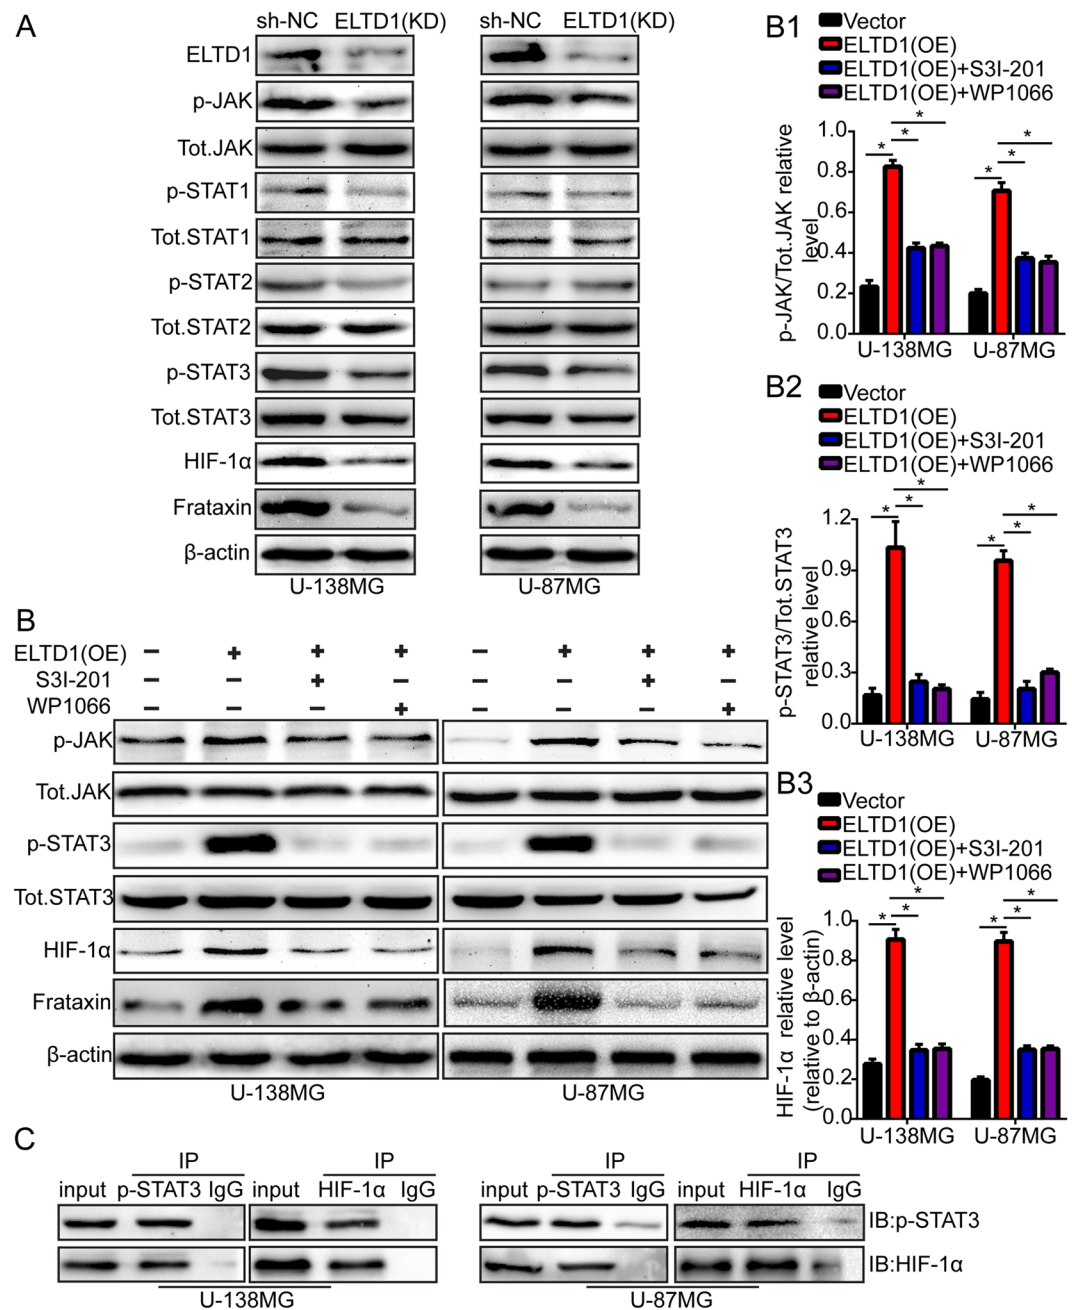 A
sh-NC ELTD1(KD)
sh-NC ELTD1(KD)
ELTD1
p-JAK
Tot.JAK
p-STAT1
Tot.STAT1
p-STAT2
Tot.STAT2
p-STAT3
Tot.STAT3
HIF-1α
Frataxin
β-actin
U-138MG
U-87MG
B
ELTD1(OE) − + + + − + + +
S3I-201 − − + − − − + −
WP1066 − − − + − − − +
p-JAK
Tot.JAK
p-STAT3
Tot.STAT3
HIF-1α
Frataxin
β-actin
U-138MG
U-87MG
B1
Vector
ELTD1(OE)
ELTD1(OE)+S3I-201
ELTD1(OE)+WP1066
p-JAK/Tot.JAK relative
level
1.0
0.8
0.6
0.4
0.2
0.0
* * * * * *
U-138MG U-87MG
B2
Vector
ELTD1(OE)
ELTD1(OE)+S3I-201
ELTD1(OE)+WP1066
p-STAT3/Tot.STAT3
relative level
1.2
0.9
0.6
0.3
0.0
* * * * * *
U-138MG U-87MG
B3
Vector
ELTD1(OE)
ELTD1(OE)+S3I-201
ELTD1(OE)+WP1066
HIF-1α relative level
(relative to β-actin)
1.0
0.8
0.6
0.4
0.2
0.0
* * * * * *
U-138MG U-87MG
C
IP IP IP IP
input p-STAT3 IgG input HIF-1α IgG input p-STAT3 IgG input HIF-1α IgG
IB:p-STAT3
IB:HIF-1α
U-138MG
U-87MG